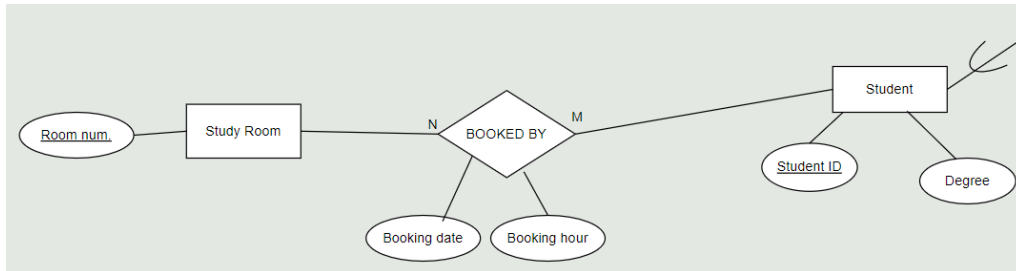 Student
M
N
Room num.
Study Room
BOOKED BY
Student ID
Degree
Booking date
Booking hour